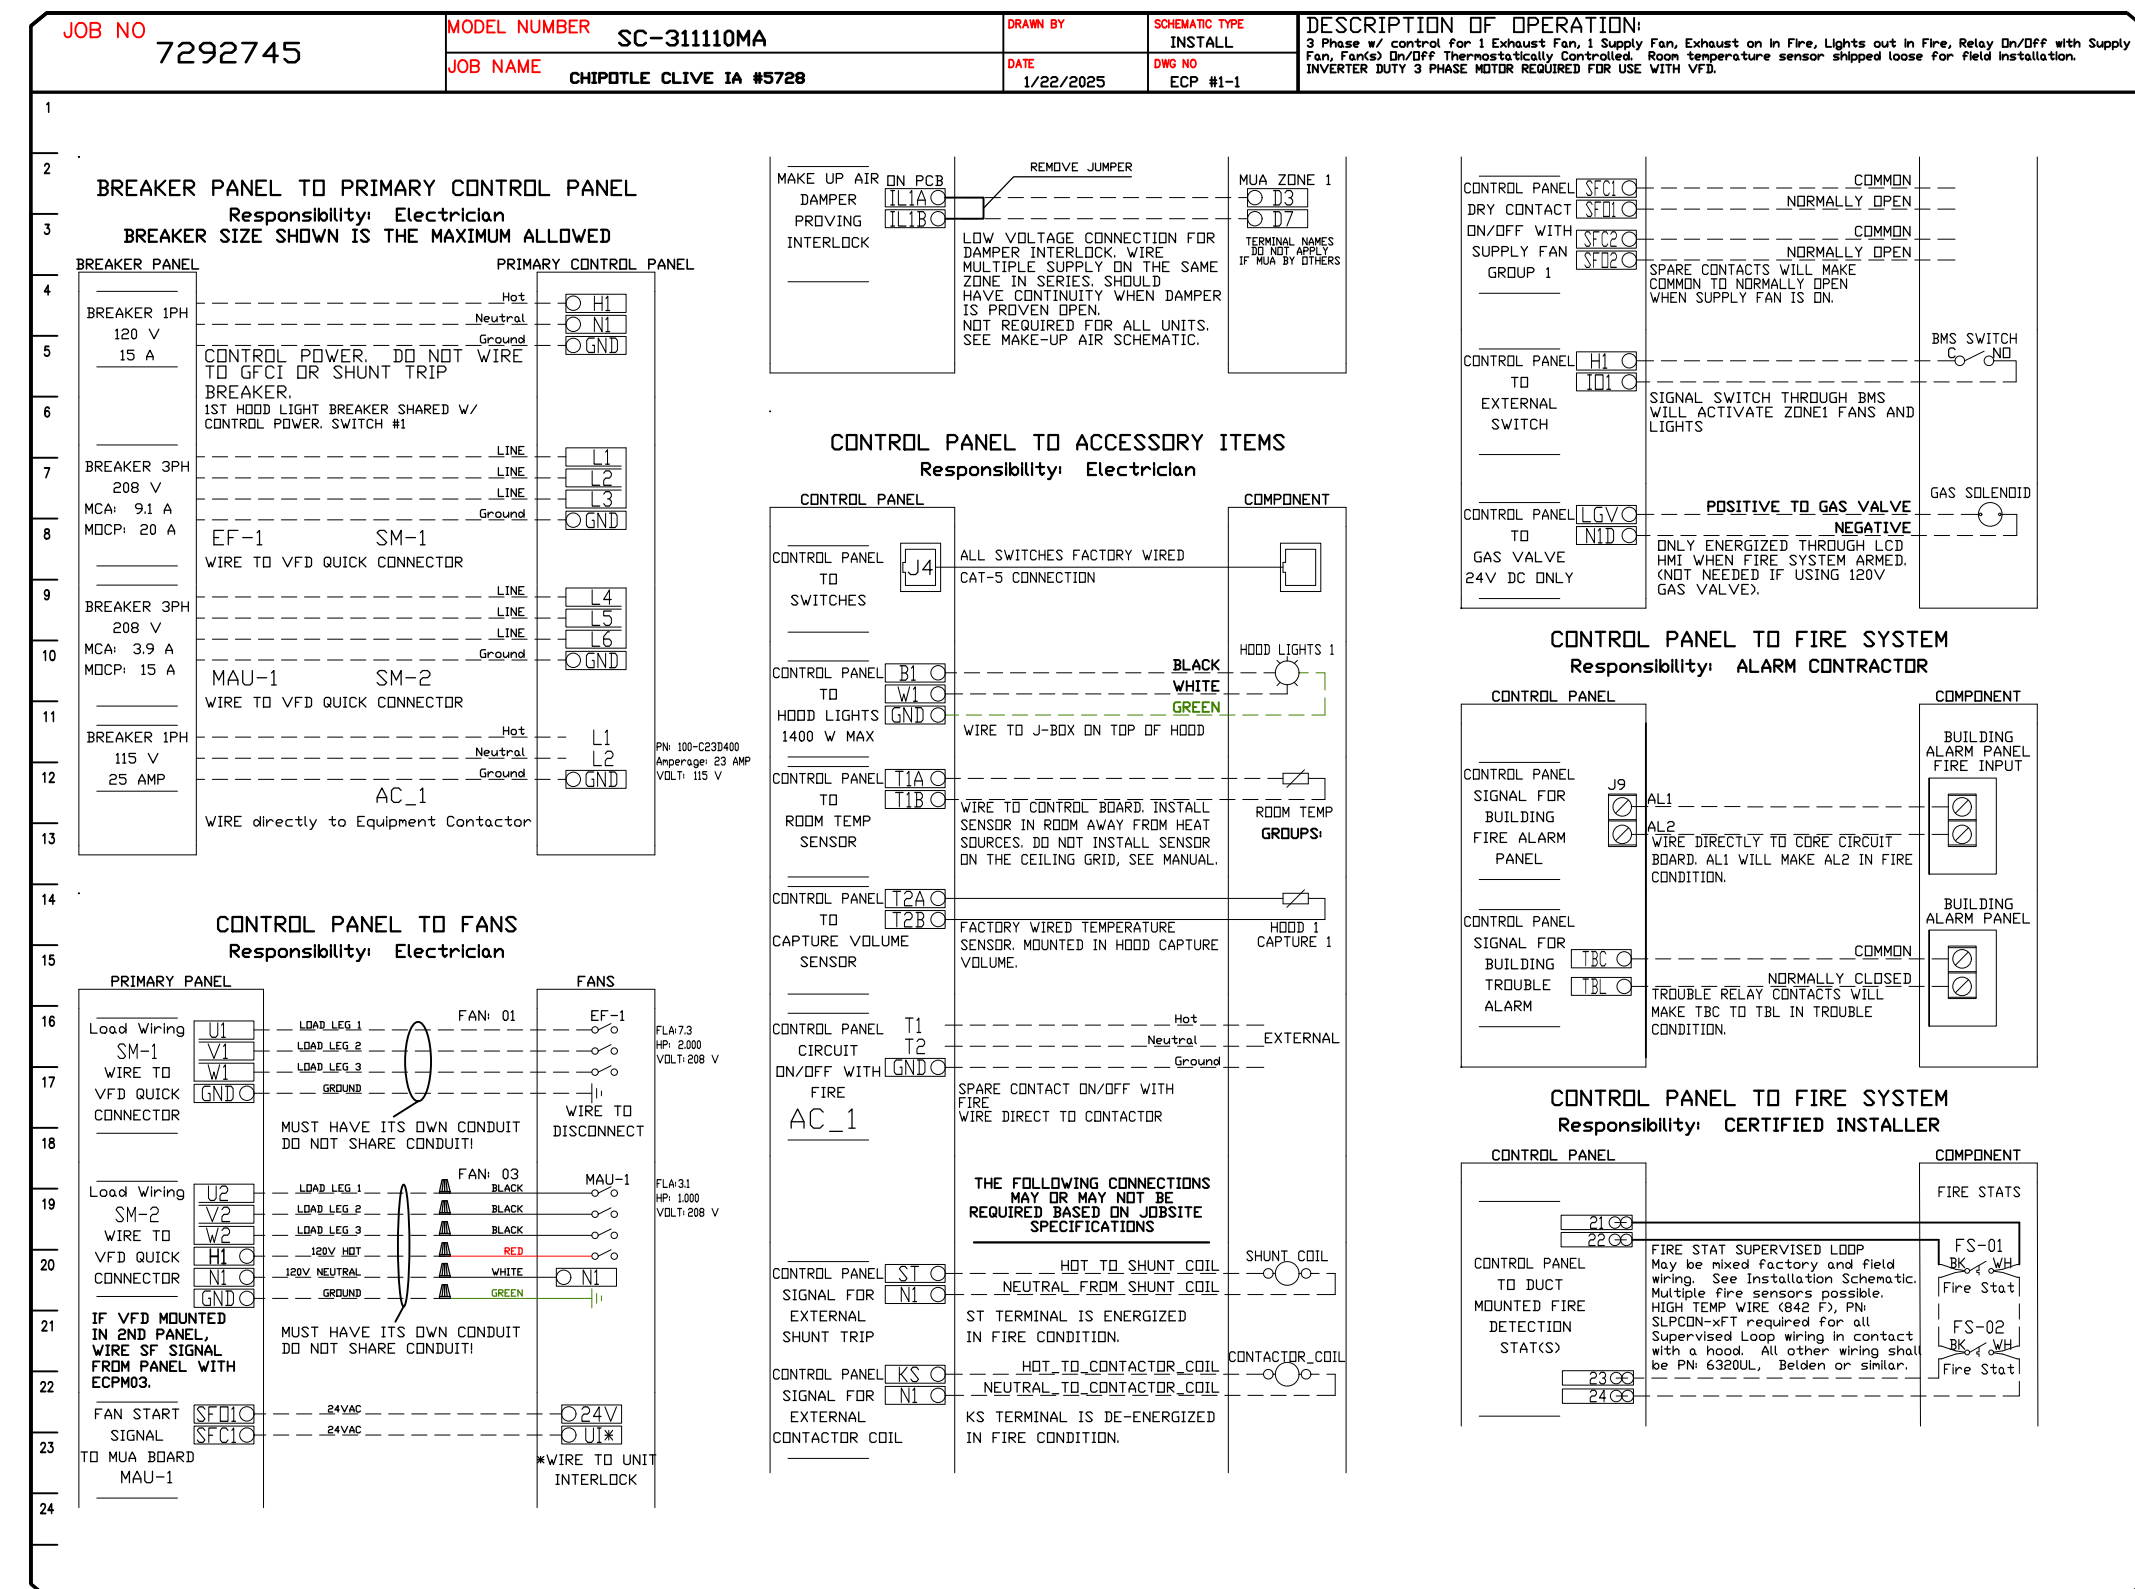 JOB NO
7292745
MODEL NUMBER
SC-311110MA
JOB NAME
CHIPOTLE CLIVE IA #5728
DRAWN BY
DATE
1/22/2025
SCHEMATIC TYPE
INSTALL
DWG NO
ECP #1-1
DESCRIPTION OF OPERATION:
3 Phase w/ control for 1 Exhaust Fan, 1 Supply Fan, Exhaust on in Fire, Lights out in Fire, Relay On/Off with Supply
Fan, Fan(s) On/Off Thermostatically Controlled. Room temperature sensor shipped loose for field installation.
INVERTER DUTY 3 PHASE MOTOR REQUIRED FOR USE WITH VFD.
1
2
3
4
5
6
7
8
9
10
11
12
13
14
15
16
17
18
19
20
21
22
23
24
BREAKER PANEL TO PRIMARY CONTROL PANEL
Responsibility: Electrician
BREAKER SIZE SHOWN IS THE MAXIMUM ALLOWED
BREAKER PANEL
PRIMARY CONTROL PANEL
BREAKER 1PH
120 V
15 A
Hot
H1
Neutral
N1
Ground
GND
CONTROL POWER. DO NOT WIRE
TO GFCI OR SHUNT TRIP
BREAKER.
1ST HOOD LIGHT BREAKER SHARED W/
CONTROL POWER. SWITCH #1
BREAKER 3PH
208 V
MCA: 9.1 A
MOCP: 20 A
LINE
L1
LINE
L2
LINE
L3
Ground
GND
EF-1
SM-1
WIRE TO VFD QUICK CONNECTOR
BREAKER 3PH
208 V
MCA: 3.9 A
MOCP: 15 A
LINE
L4
LINE
L5
LINE
L6
Ground
GND
MAU-1
SM-2
WIRE TO VFD QUICK CONNECTOR
BREAKER 1PH
115 V
25 AMP
Hot
L1
Neutral
L2
Ground
GND
PN: 100-C23D400
Amperage: 23 AMP
VOLT: 115 V
AC_1
WIRE directly to Equipment Contactor
CONTROL PANEL TO FANS
Responsibility: Electrician
PRIMARY PANEL
FANS
Load Wiring
SM-1
WIRE TO
VFD QUICK
CONNECTOR
U1
V1
W1
GND
LOAD LEG 1
LOAD LEG 2
LOAD LEG 3
GROUND
FAN: 01
EF-1
FLA:7.3
HP: 2.000
VOLT:208 V
WIRE TO
DISCONNECT
MUST HAVE ITS OWN CONDUIT
DO NOT SHARE CONDUIT!
Load Wiring
SM-2
WIRE TO
VFD QUICK
CONNECTOR
U2
V2
W2
H1
N1
GND
LOAD LEG 1
LOAD LEG 2
LOAD LEG 3
120V HOT
120V NEUTRAL
GROUND
FAN: 03
BLACK
BLACK
BLACK
RED
WHITE
GREEN
MAU-1
N1
FLA:3.1
HP: 1.000
VOLT:208 V
IF VFD MOUNTED
IN 2ND PANEL,
WIRE SF SIGNAL
FROM PANEL WITH
ECPM03.
MUST HAVE ITS OWN CONDUIT
DO NOT SHARE CONDUIT!
FAN START
SIGNAL
TO MUA BOARD
MAU-1
SFO1
SFC1
24VAC
24VAC
24V
UI*
*WIRE TO UNIT
INTERLOCK
MAKE UP AIR
DAMPER
PROVING
INTERLOCK
ON PCB
IL1A
IL1B
REMOVE JUMPER
MUA ZONE 1
D3
D7
TERMINAL NAMES
DO NOT APPLY
IF MUA BY OTHERS
LOW VOLTAGE CONNECTION FOR
DAMPER INTERLOCK. WIRE
MULTIPLE SUPPLY ON THE SAME
ZONE IN SERIES. SHOULD
HAVE CONTINUITY WHEN DAMPER
IS PROVEN OPEN.
NOT REQUIRED FOR ALL UNITS.
SEE MAKE-UP AIR SCHEMATIC.
CONTROL PANEL TO ACCESSORY ITEMS
Responsibility: Electrician
CONTROL PANEL
COMPONENT
CONTROL PANEL
TO
SWITCHES
J4
ALL SWITCHES FACTORY WIRED
CAT-5 CONNECTION
CONTROL PANEL
TO
HOOD LIGHTS
1400 W MAX
B1
W1
GND
BLACK
WHITE
GREEN
HOOD LIGHTS 1
WIRE TO J-BOX ON TOP OF HOOD
CONTROL PANEL
TO
ROOM TEMP
SENSOR
T1A
T1B
WIRE TO CONTROL BOARD. INSTALL
SENSOR IN ROOM AWAY FROM HEAT
SOURCES. DO NOT INSTALL SENSOR
ON THE CEILING GRID, SEE MANUAL.
ROOM TEMP
GROUPS:
CONTROL PANEL
TO
CAPTURE VOLUME
SENSOR
T2A
T2B
FACTORY WIRED TEMPERATURE
SENSOR. MOUNTED IN HOOD CAPTURE
VOLUME.
HOOD 1
CAPTURE 1
CONTROL PANEL
CIRCUIT
ON/OFF WITH
FIRE
AC_1
T1
T2
GND
Hot
Neutral
Ground
EXTERNAL
SPARE CONTACT ON/OFF WITH
FIRE
WIRE DIRECT TO CONTACTOR
THE FOLLOWING CONNECTIONS
MAY OR MAY NOT BE
REQUIRED BASED ON JOBSITE
SPECIFICATIONS
CONTROL PANEL
SIGNAL FOR
EXTERNAL
SHUNT TRIP
ST
N1
HOT TO SHUNT COIL
NEUTRAL FROM SHUNT COIL
SHUNT COIL
ST TERMINAL IS ENERGIZED
IN FIRE CONDITION.
CONTROL PANEL
SIGNAL FOR
EXTERNAL
CONTACTOR COIL
KS
N1
HOT TO CONTACTOR COIL
NEUTRAL TO CONTACTOR COIL
CONTACTOR COIL
KS TERMINAL IS DE-ENERGIZED
IN FIRE CONDITION.
CONTROL PANEL
DRY CONTACT
ON/OFF WITH
SUPPLY FAN
GROUP 1
SFC1
SFO1
SFC2
SFO2
COMMON
NORMALLY OPEN
COMMON
NORMALLY OPEN
SPARE CONTACTS WILL MAKE
COMMON TO NORMALLY OPEN
WHEN SUPPLY FAN IS ON.
CONTROL PANEL
TO
EXTERNAL
SWITCH
H1
IO1
BMS SWITCH
C
NO
SIGNAL SWITCH THROUGH BMS
WILL ACTIVATE ZONE1 FANS AND
LIGHTS
CONTROL PANEL
TO
GAS VALVE
24V DC ONLY
LGV
N1D
POSITIVE TO GAS VALVE
NEGATIVE
GAS SOLENOID
ONLY ENERGIZED THROUGH LCD
HMI WHEN FIRE SYSTEM ARMED.
(NOT NEEDED IF USING 120V
GAS VALVE).
CONTROL PANEL TO FIRE SYSTEM
Responsibility: ALARM CONTRACTOR
CONTROL PANEL
COMPONENT
CONTROL PANEL
SIGNAL FOR
BUILDING
FIRE ALARM
PANEL
J9
AL1
AL2
BUILDING
ALARM PANEL
FIRE INPUT
WIRE DIRECTLY TO CORE CIRCUIT
BOARD. AL1 WILL MAKE AL2 IN FIRE
CONDITION.
CONTROL PANEL
SIGNAL FOR
BUILDING
TROUBLE
ALARM
TBC
TBL
COMMON
NORMALLY CLOSED
BUILDING
ALARM PANEL
TROUBLE RELAY CONTACTS WILL
MAKE TBC TO TBL IN TROUBLE
CONDITION.
CONTROL PANEL TO FIRE SYSTEM
Responsibility: CERTIFIED INSTALLER
CONTROL PANEL
COMPONENT
CONTROL PANEL
TO DUCT
MOUNTED FIRE
DETECTION
STAT(S)
21
22
23
24
FIRE STAT SUPERVISED LOOP
May be mixed factory and field
wiring. See Installation Schematic.
Multiple fire sensors possible.
HIGH TEMP WIRE (842 F), PN:
SLPCON-xFT required for all
Supervised Loop wiring in contact
with a hood. All other wiring shall
be PN: 6320UL, Belden or similar.
FIRE STATS
FS-01
BK
WH
Fire Stat
FS-02
BK
WH
Fire Stat